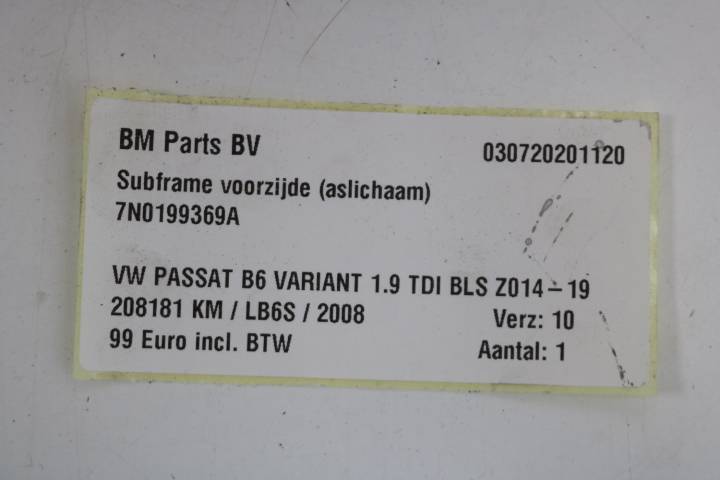 BM Parts BV 030720201120
Subframe voorzijde (aslichaam)
7N0199369A
VW PASSAT B6 VARIANT 1.9 TDI BLS Z014-19
208181 KM / LB6S / 2008 Verz: 10
99 Euro incl. BTW Aantal: 1